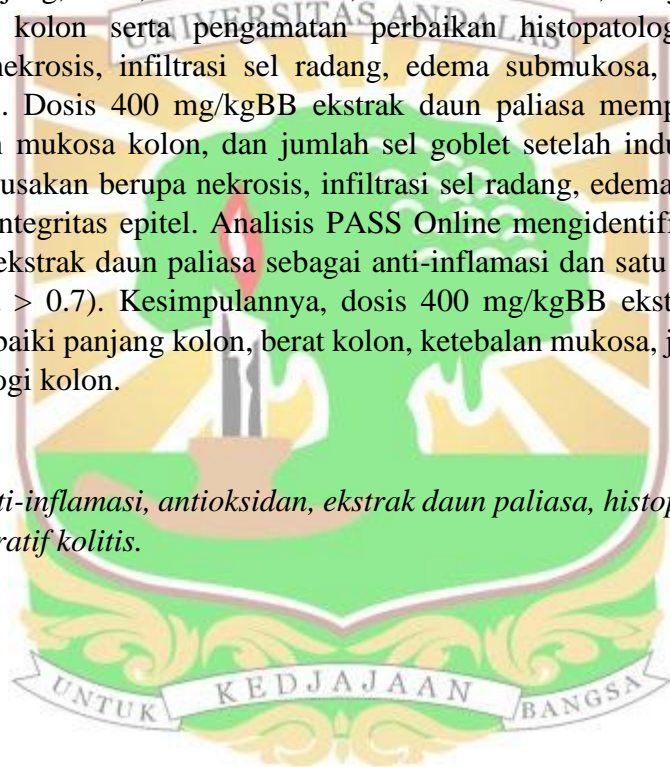 kolon serta pengamatan perbaikan histopatolog
UNIVERSITAS ANDALAS
nekrosis, infiltrasi sel radang, edema submukosa,
. Dosis 400 mg/kgBB ekstrak daun paliasa memp
mukosa kolon, dan jumlah sel goblet setelah indu
usakan berupa nekrosis, infiltrasi sel radang, edema
ntegritas epitel. Analisis PASS Online mengidentifi
ekstrak daun paliasa sebagai anti-inflamasi dan satu
> 0.7). Kesimpulannya, dosis 400 mg/kgBB ekst
baiki panjang kolon, berat kolon, ketebalan mukosa, j
ogi kolon.
ti-inflamasi, antioksidan, ekstrak daun paliasa, histop
ratif kolitis.
UNTUK KEDJAJAAN BANGSA